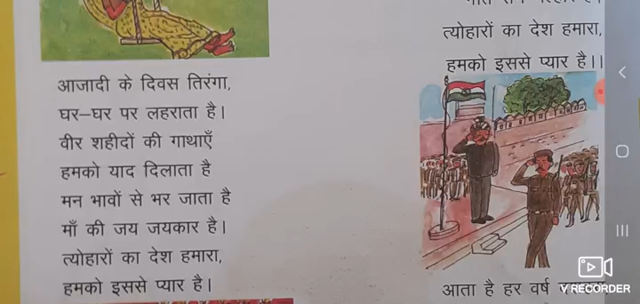 आजादी के दिवस तिरंगा,
घर–घर पर लहराता है।
वीर शहीदों की गाथाएँ
हमको याद दिलाता है
मन भावों से भर जाता है
माँ की जय जयकार है।
त्योहारों का देश हमारा,
हमको इससे प्यार है।
त्योहारों का देश हमारा,
हमको इससे प्यार है।।
आता है हर वर्ष
V RECORDER